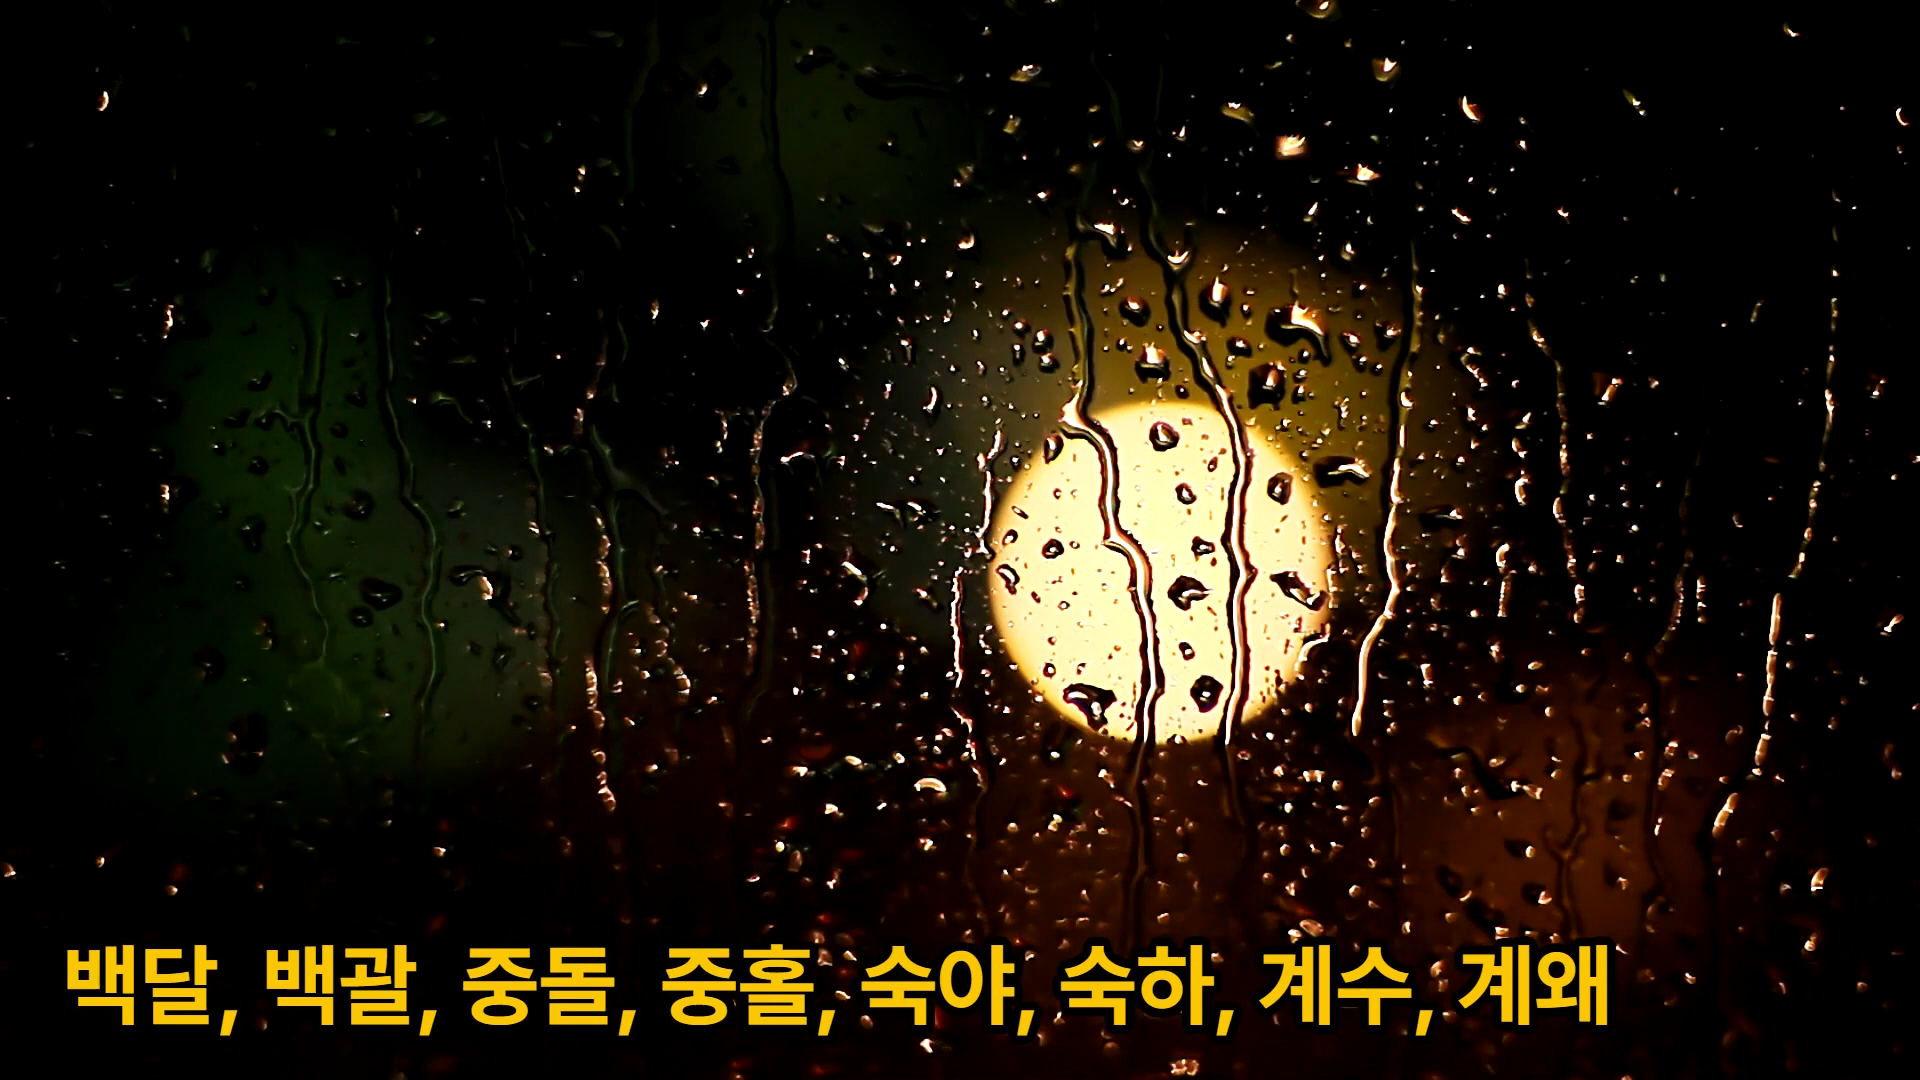 백달, 백괄, 중돌, 중홀, 숙야, 숙하, 계수, 계왜